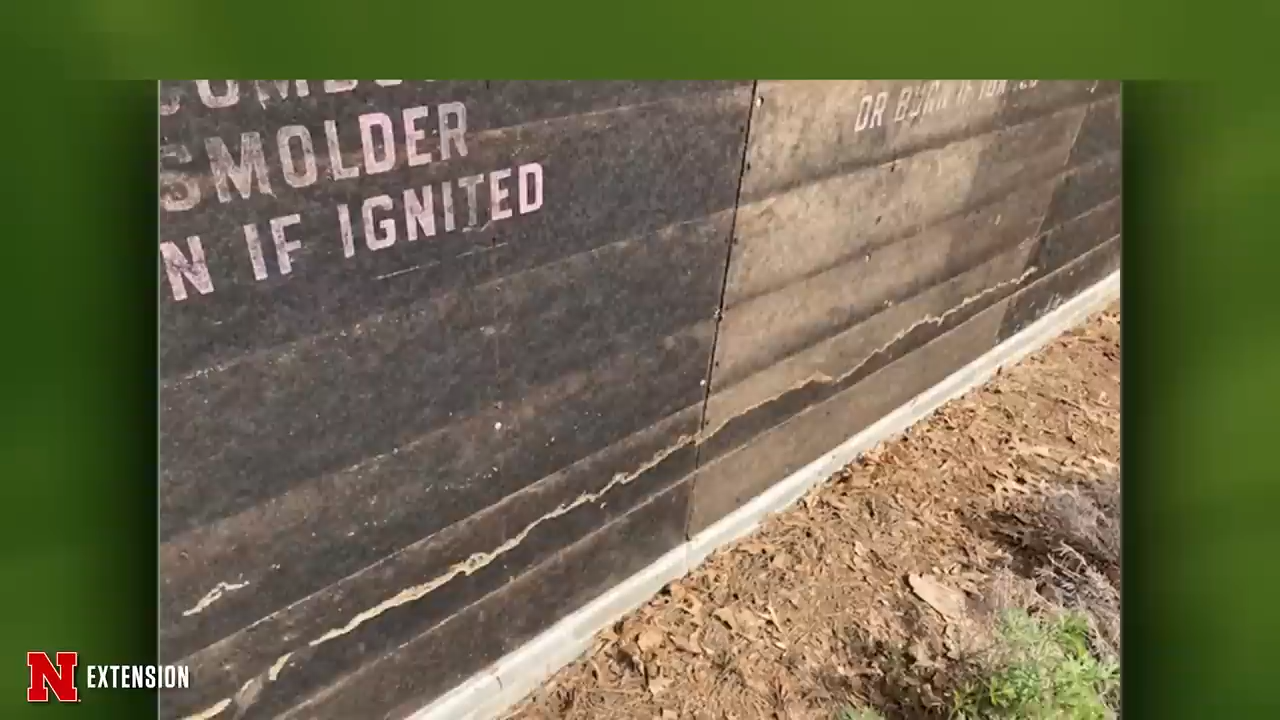 SMOLDER
N IF IGNITED
OR BURN IF IGNITED
N EXTENSION